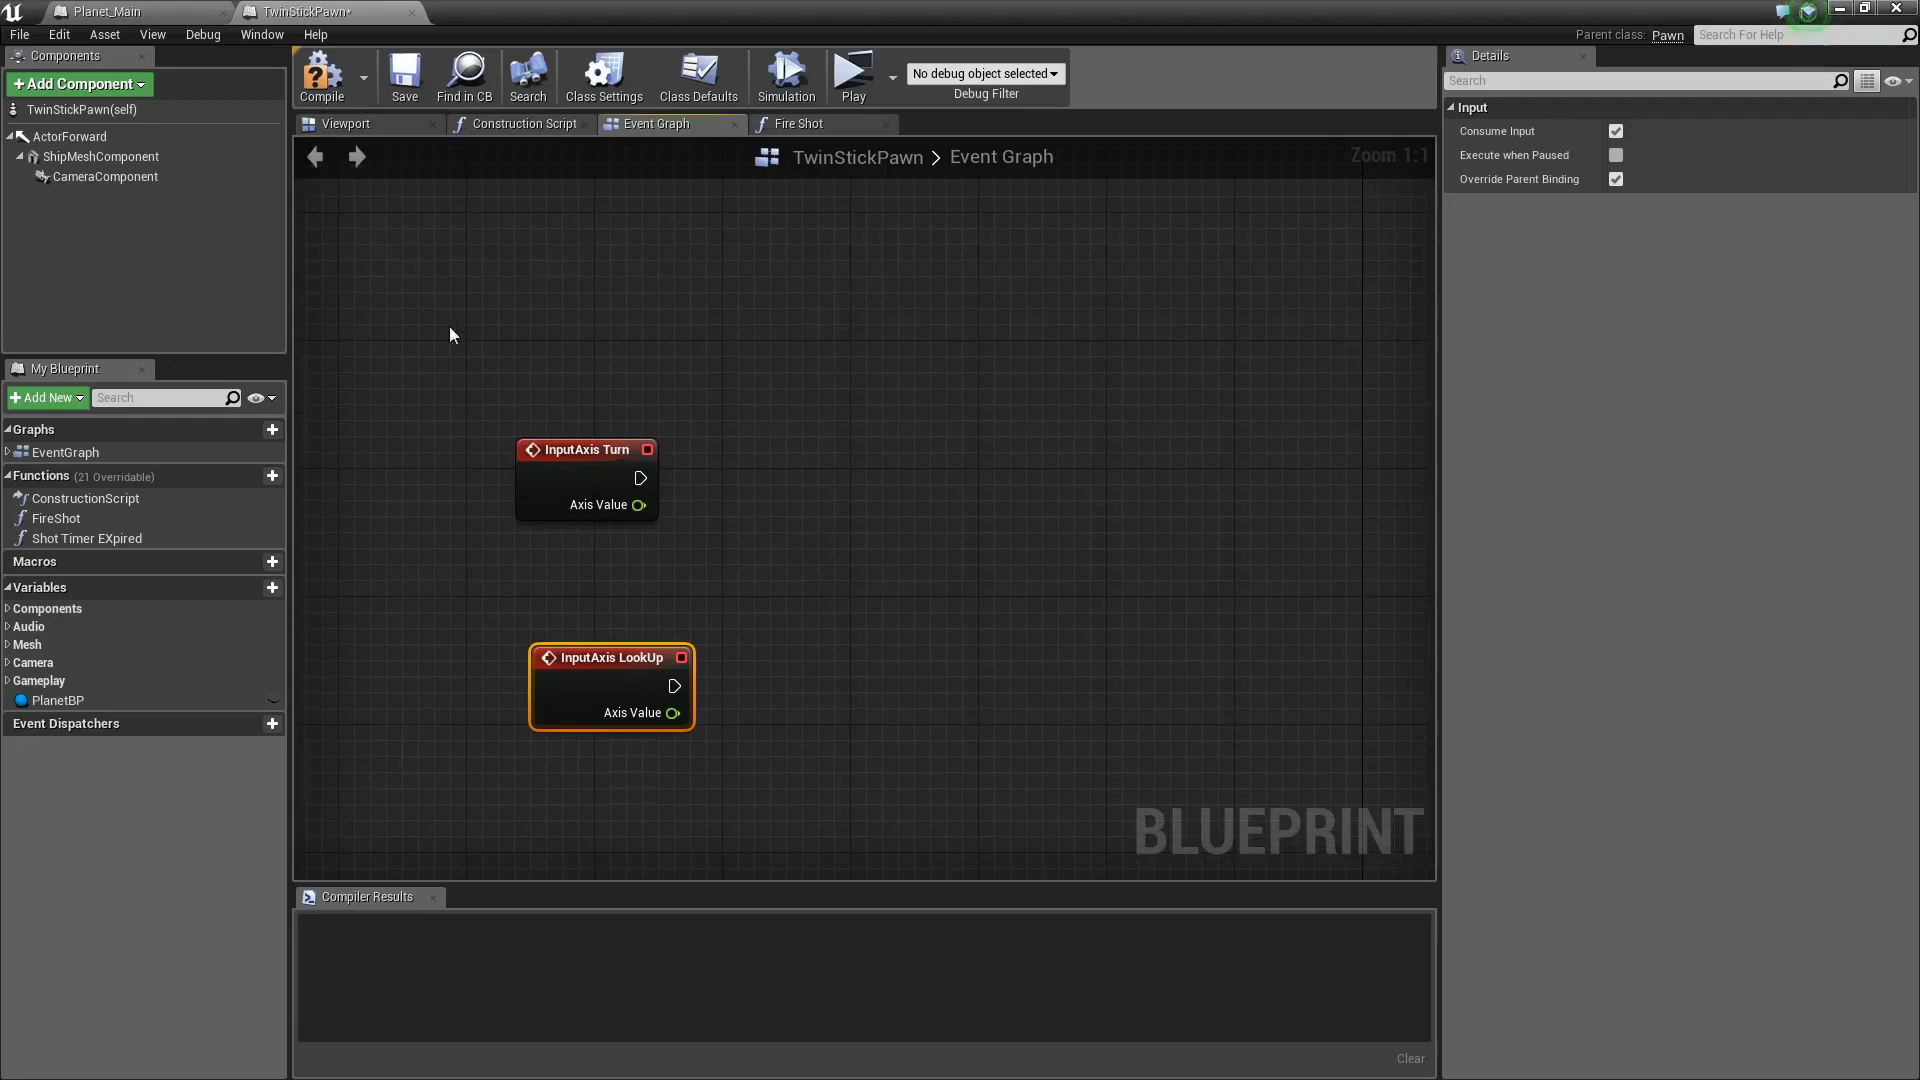 Planet_Main
TwinStickPawn*
File Edit Asset View Debug Window Help
Parent class: Pawn
Search For Help
Components
+ Add Component
TwinStickPawn(self)
ActorForward
ShipMeshComponent
CameraComponent
Compile
Save
Find in CB
Search
Class Settings
Class Defaults
Simulation
Play
No debug object selected
Debug Filter
Viewport
Construction Script
Event Graph
Fire Shot
TwinStickPawn > Event Graph
Zoom 1:1
InputAxis Turn
Axis Value
InputAxis LookUp
Axis Value
BLUEPRINT
My Blueprint
+ Add New
Search
Graphs
EventGraph
Functions (21 Overridable)
ConstructionScript
FireShot
Shot Timer EXpired
Macros
Variables
Components
Audio
Mesh
Camera
Gameplay
PlanetBP
Event Dispatchers
Compiler Results
Clear
Details
Search
Input
Consume Input
Execute when Paused
Override Parent Binding